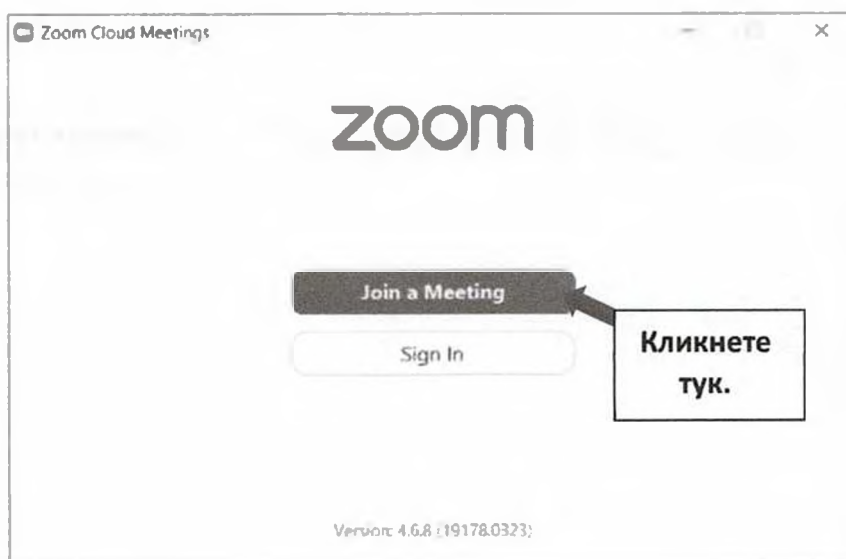 Zoom Cloud Meetings
zoom
Join a Meeting
Sign In
Кликнете
тук.
Version: 4.6.8 (19178.0323)